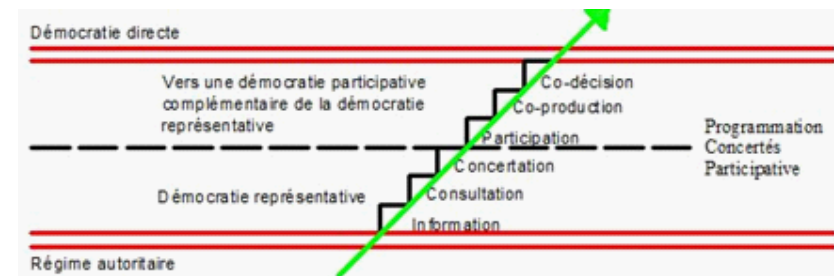 Démocratie directe
Vers une démocratie participative
complémentaire de la démocratie
représentative
Co-décision
Co-production
Participation
Programmation
Concertés
Participative
Concertation
Démocratie représentative
Consultation
Information
Régime autoritaire